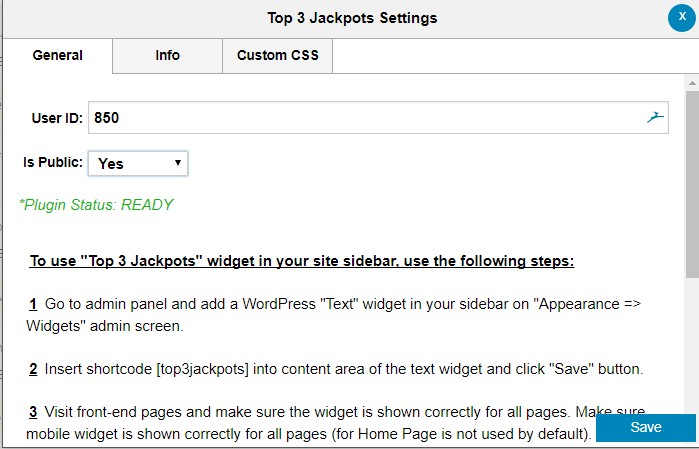 Top 3 Jackpots Settings
X
General
Info
Custom CSS
User ID:
850
Is Public:
Yes
*Plugin Status: READY
To use "Top 3 Jackpots" widget in your site sidebar, use the following steps:
1 Go to admin panel and add a WordPress "Text" widget in your sidebar on "Appearance =>
Widgets" admin screen.
2 Insert shortcode [top3jackpots] into content area of the text widget and click "Save" button.
3 Visit front-end pages and make sure the widget is shown correctly for all pages. Make sure
mobile widget is shown correctly for all pages (for Home Page is not used by default).
Save